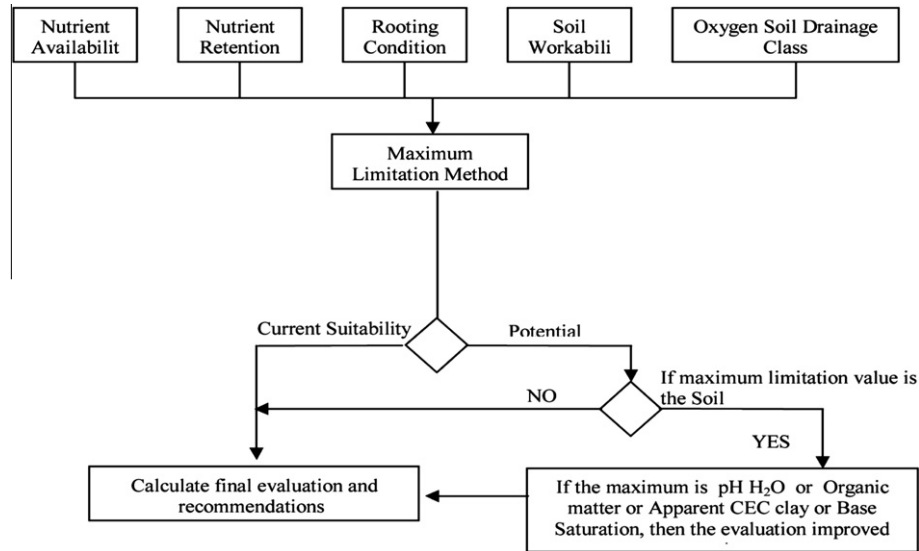 Nutrient
Availabilit
Nutrient
Retention
Rooting
Condition
Soil
Workabili
Oxygen Soil Drainage
Class
Maximum
Limitation Method
Current Suitability
Potential
If maximum limitation value is
the Soil
NO
YES
Calculate final evaluation and
recommendations
If the maximum is pH H₂O or Organic
matter or Apparent CEC clay or Base
Saturation, then the evaluation improved